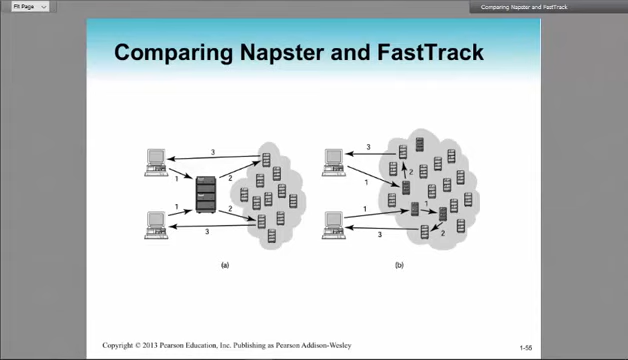 Fit Page
Comparing Napster and FastTrack
Comparing Napster and FastTrack
3
1
2
1
2
3
(a)
3
1
2
1
1
2
3
(b)
Copyright © 2013 Pearson Education, Inc. Publishing as Pearson Addison-Wesley
1-56